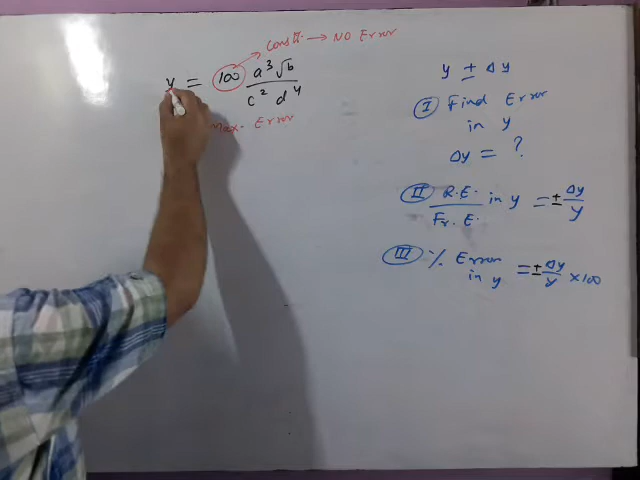 Const. → NO Error
y = 100 a³ √b / c² d⁴
Max. Error
y ± Δy
I Find Error
in y
Δy = ?
II R.E. / Fr. E. in y = ± Δy / y
III % Error
in y = ± Δy / y × 100